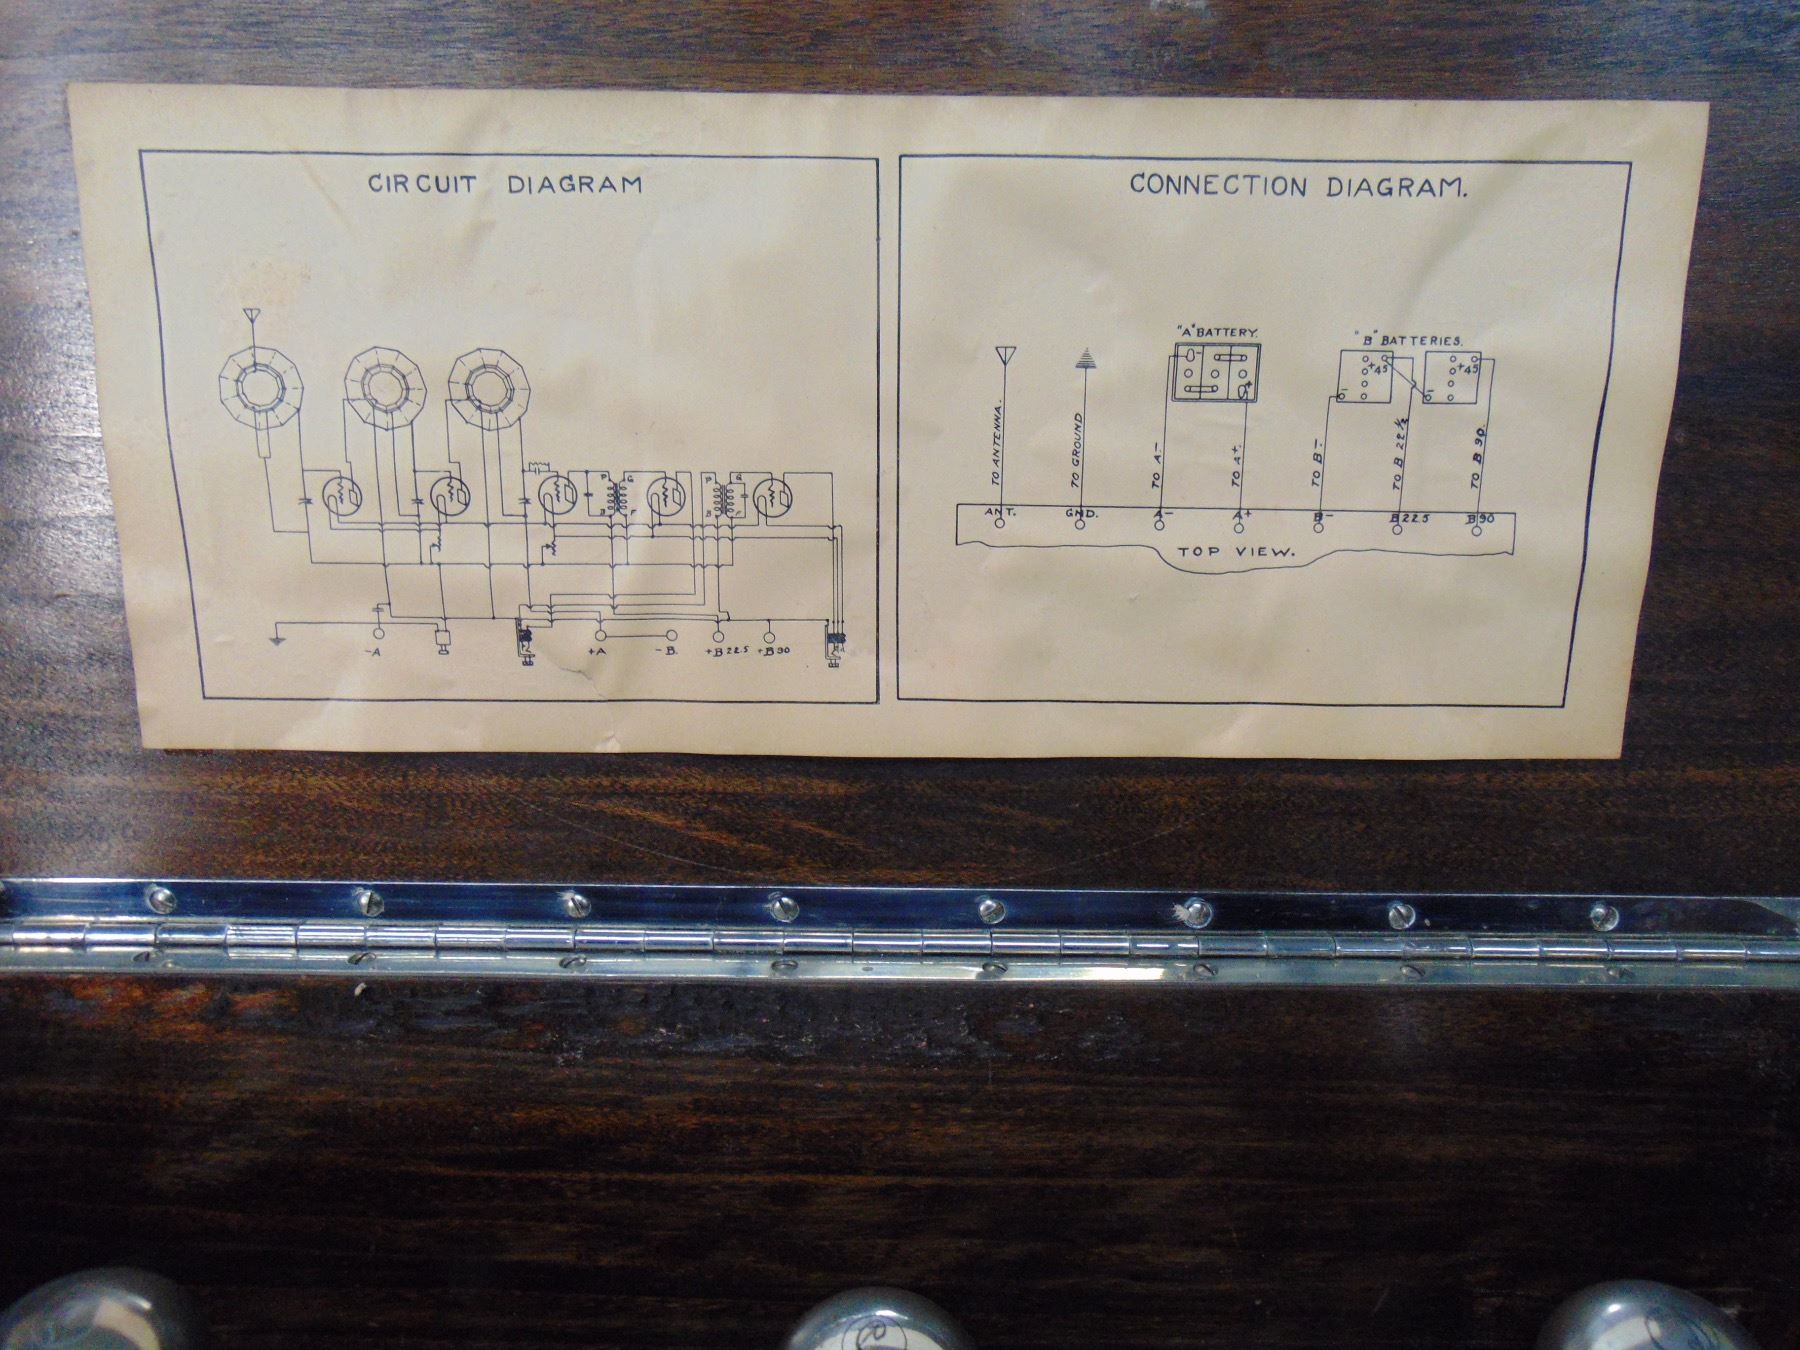 CIRCUIT DIAGRAM
P G P G
B F B F
-A +A -B. +B 22.5 +B 90
CONNECTION DIAGRAM.
"A" BATTERY.
"B" BATTERIES.
- +
+45 +45
- -
TO ANTENNA.
TO GROUND
TO A-
TO A+.
TO B-
TO B 22½
TO B 90.
ANT. GND. A- A+ B- B 22.5 B 90
TOP VIEW.